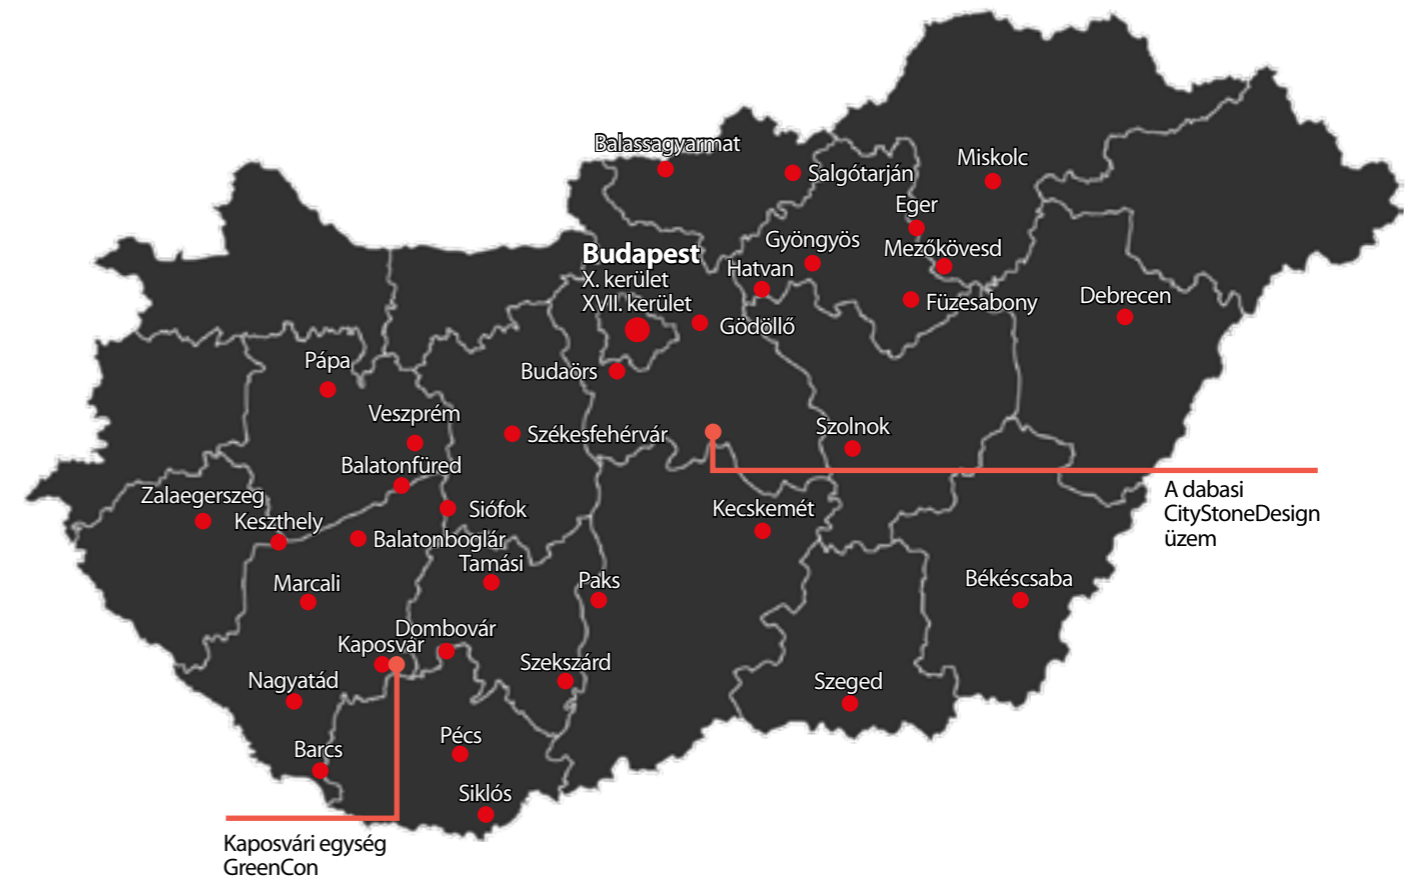 Balassagyarmat
Salgótarján
Miskolc
Eger
Gyöngyös
Mezőkövesd
Budapest
X. kerület
XVII. kerület
Hatvan
Füzesabony
Debrecen
Gödöllő
Pápa
Budaörs
Veszprém
Székesfehérvár
Szolnok
Balatonfüred
Zalaegerszeg
Keszthely
Siófok
Kecskemét
A dabasi
CityStoneDesign
üzem
Balatonboglár
Tamási
Marcali
Paks
Békéscsaba
Dombóvár
Kaposvár
Szekszárd
Nagyatád
Szeged
Pécs
Barcs
Siklós
Kaposvári egység
GreenCon